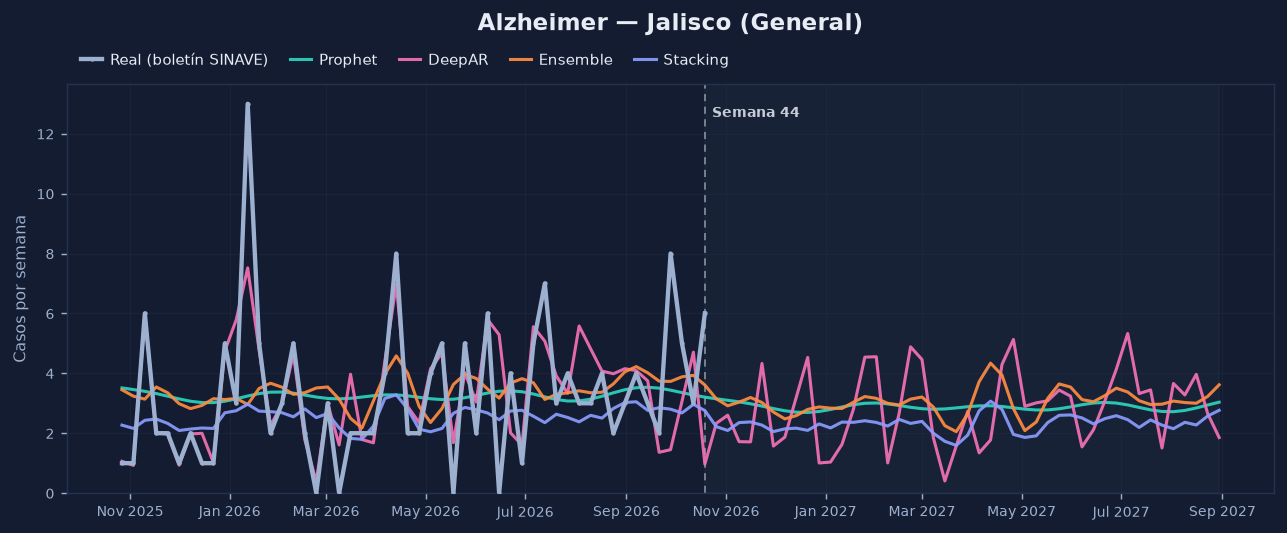 Alzheimer — Jalisco (General)
Real (boletín SINAVE) Prophet DeepAR Ensemble Stacking
Semana 44
Casos por semana
12
10
8
6
4
2
0
Nov 2025 Jan 2026 Mar 2026 May 2026 Jul 2026 Sep 2026 Nov 2026 Jan 2027 Mar 2027 May 2027 Jul 2027 Sep 2027